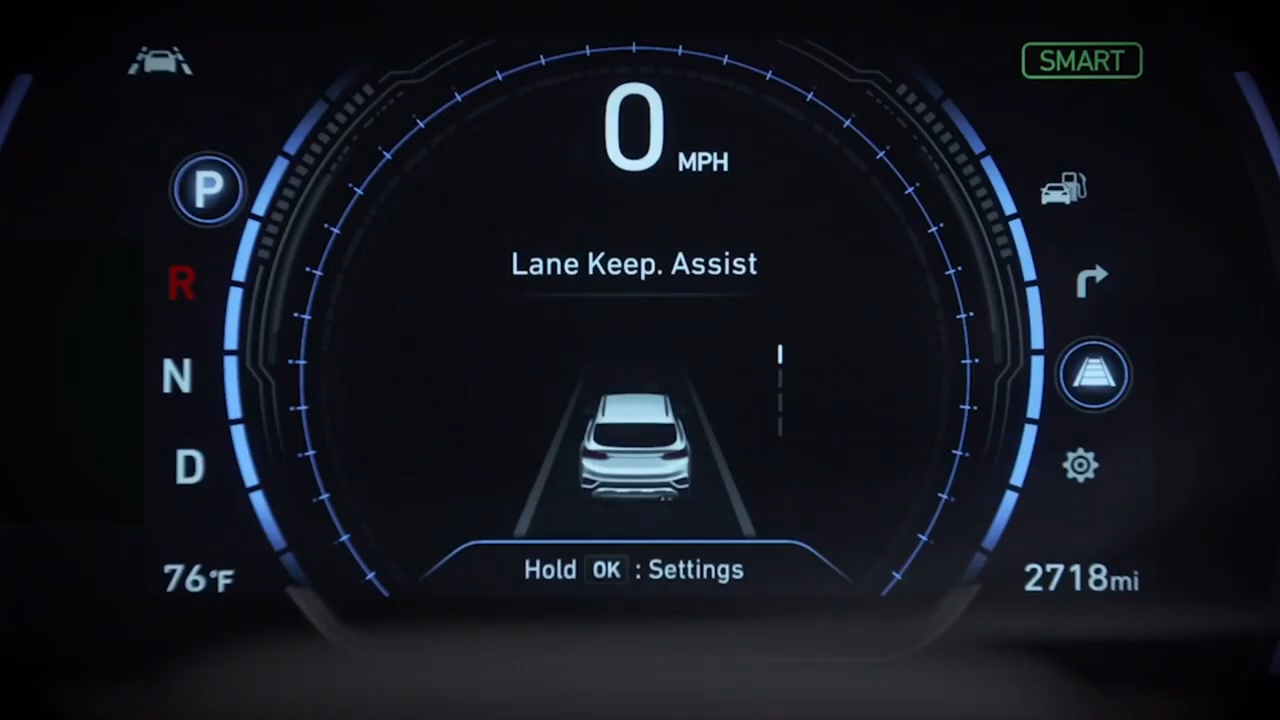 SMART
0 MPH
P
R
N
D
Lane Keep. Assist
Hold OK : Settings
76°F
2718mi